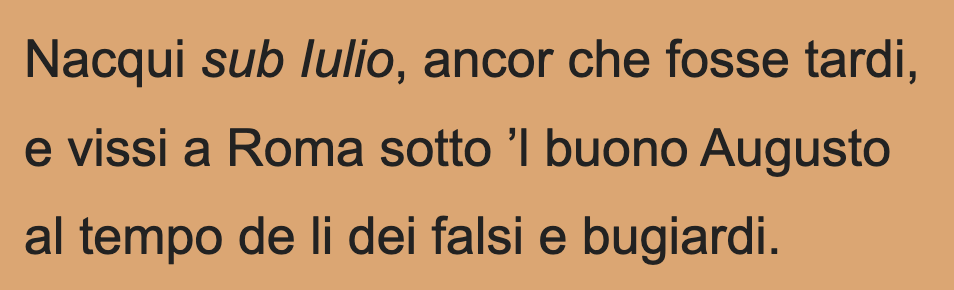 Nacqui sub Iulio, ancor che fosse tardi,
e vissi a Roma sotto ’l buono Augusto
al tempo de li dei falsi e bugiardi.